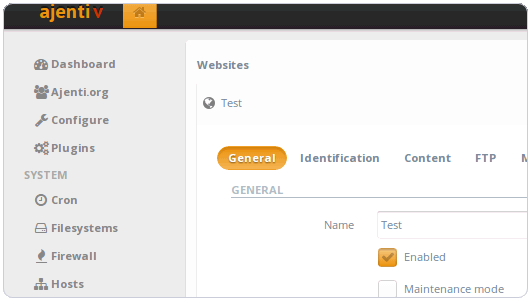 ajenti v
Dashboard
Ajenti.org
Configure
Plugins
SYSTEM
Cron
Filesystems
Firewall
Hosts
Websites
Test
General Identification Content FTP
GENERAL
Name Test
Enabled
Maintenance mode